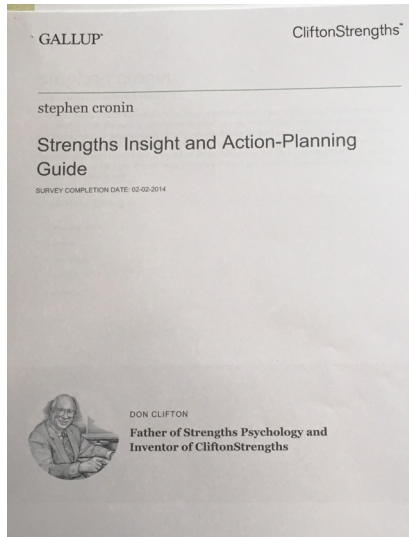 GALLUP®
CliftonStrengths™
stephen cronin
Strengths Insight and Action-Planning
Guide
SURVEY COMPLETION DATE: 02-02-2014
DON CLIFTON
Father of Strengths Psychology and
Inventor of CliftonStrengths